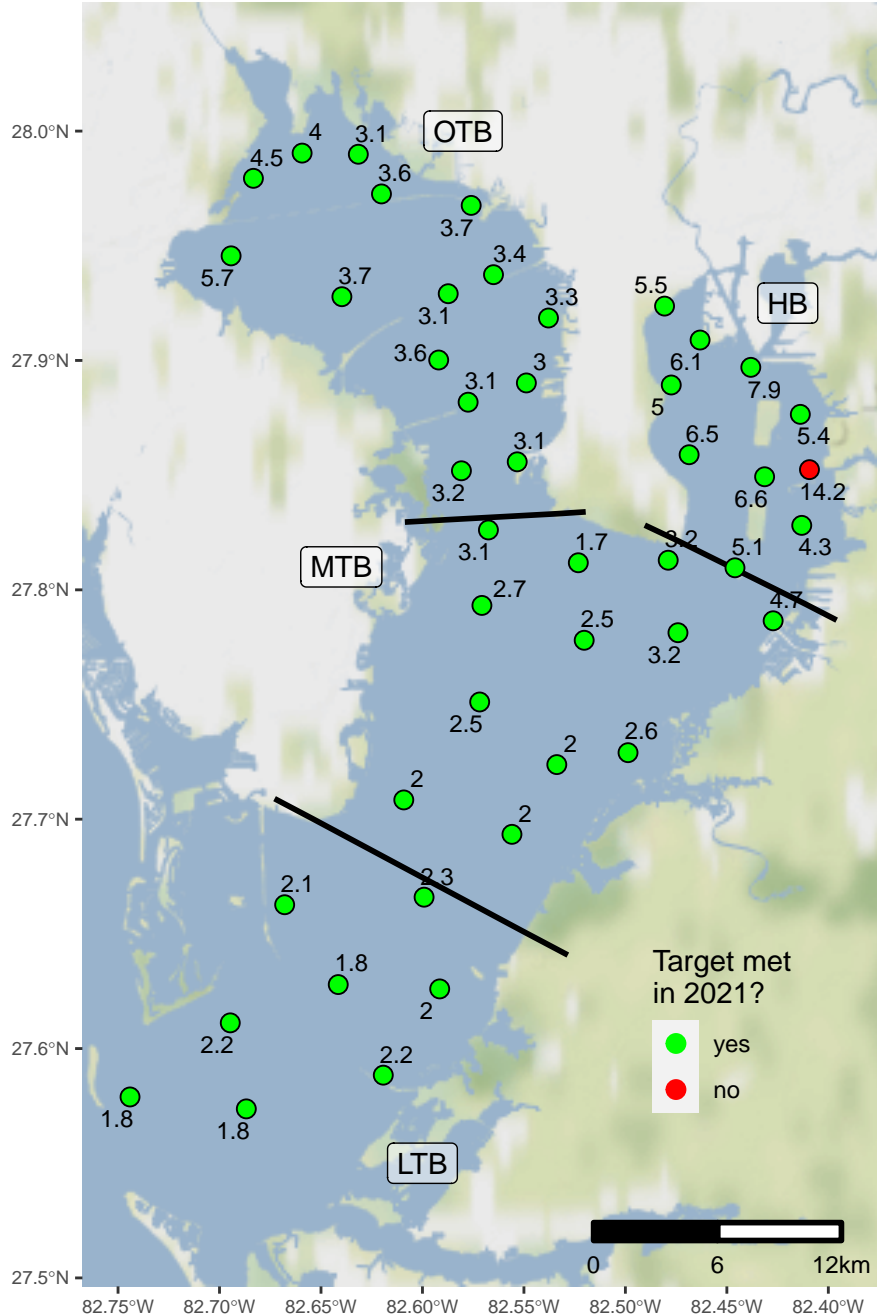 28.0°N
27.9°N
27.8°N
27.7°N
27.6°N
27.5°N
OTB
4
3.1
4.5
3.6
3.7
5.7
3.7
3.4
3.1
3.3
3.6
3
3.1
3.1
3.2
HB
5.5
6.1
7.9
5
5.4
6.5
6.6
14.2
4.3
5.1
4.7
MTB
3.1
1.7
3.2
2.7
2.5
3.2
2.5
2
2.6
2
2
2.3
2.1
1.8
2
2.2
2.2
1.8
1.8
LTB
Target met
in 2021?
yes
no
0 6 12km
82.75°W 82.70°W 82.65°W 82.60°W 82.55°W 82.50°W 82.45°W 82.40°W